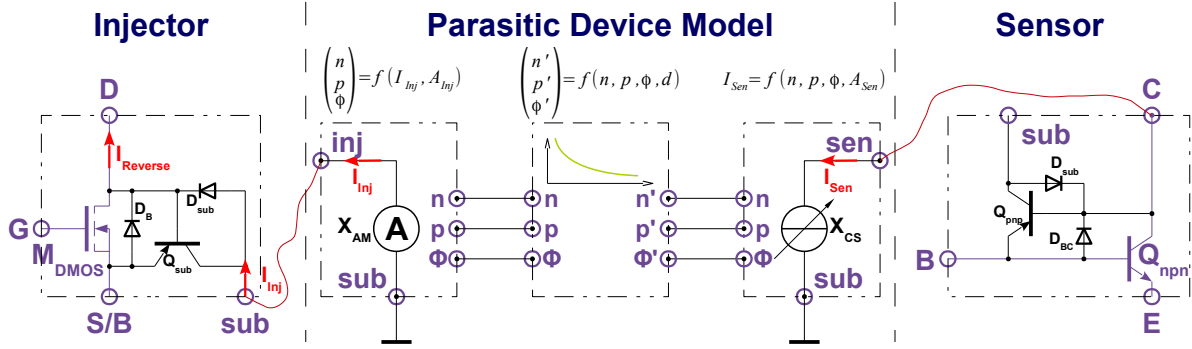 Injector
Parasitic Device Model
Sensor
(n p ϕ) = f(I_Inj, A_Inj)
(n' p' ϕ') = f(n, p, ϕ, d)
I_Sen = f(n, p, ϕ, A_Sen)
D
I_Reverse
D_B
D_sub
G
M_DMOS
Q_sub
I_Inj
S/B
sub
inj
I_Inj
X_AM
A
n
p
Φ
sub
n
p
Φ
n'
p'
Φ'
sen
I_Sen
X_CS
n
p
Φ
sub
C
sub
D_sub
Q_pnp
D_BC
B
Q_npn
E